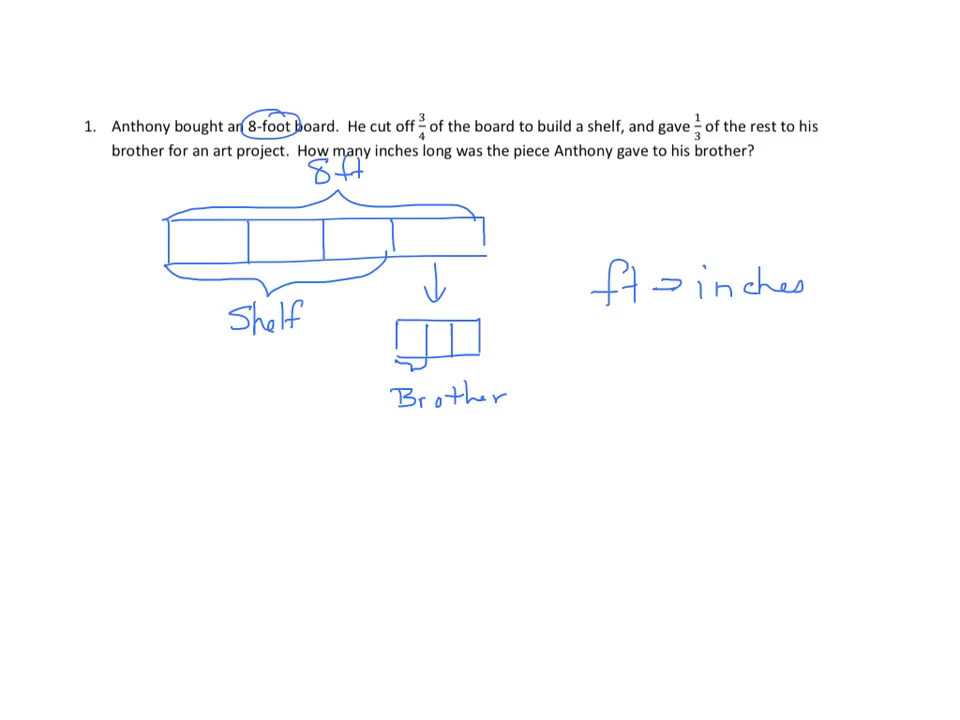 1. Anthony bought an 8-foot board. He cut off 3/4 of the board to build a shelf, and gave 1/3 of the rest to his
brother for an art project. How many inches long was the piece Anthony gave to his brother?
8 ft
ft → inches
Shelf
Brother